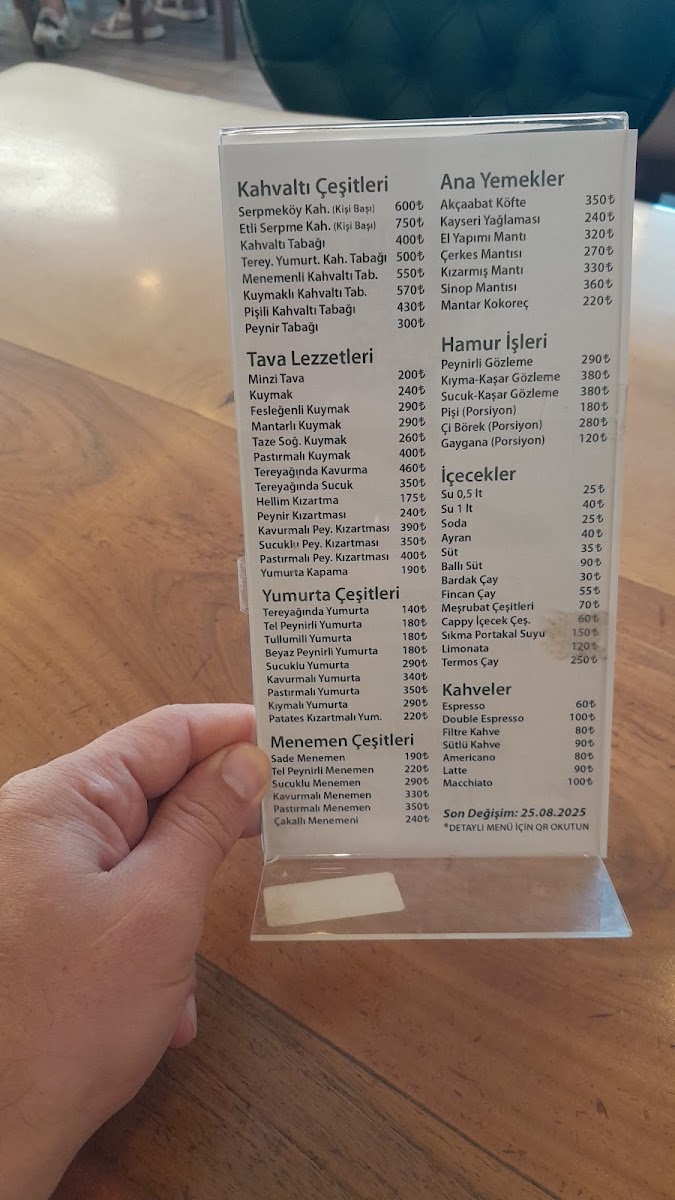 Kahvaltı Çeşitleri
Serpmeköy Kah. (Kişi Başı) 600₺
Etli Serpme Kah. (Kişi Başı) 750₺
Kahvaltı Tabağı 400₺
Terey. Yumurt. Kah. Tabağı 500₺
Menemenli Kahvaltı Tab. 550₺
Kuymaklı Kahvaltı Tab. 570₺
Pişili Kahvaltı Tabağı 430₺
Peynir Tabağı 300₺
Tava Lezzetleri
Minzi Tava 200₺
Kuymak 240₺
Fesleğenli Kuymak 290₺
Mantarlı Kuymak 290₺
Taze Soğ. Kuymak 260₺
Pastırmalı Kuymak 400₺
Tereyağında Kavurma 460₺
Tereyağında Sucuk 350₺
Hellim Kızartma 175₺
Peynir Kızartması 240₺
Kavurmalı Pey. Kızartması 390₺
Sucuklu Pey. Kızartması 350₺
Pastırmalı Pey. Kızartması 400₺
Yumurta Kapama 190₺
Yumurta Çeşitleri
Tereyağında Yumurta 140₺
Tel Peynirli Yumurta 180₺
Tullumili Yumurta 180₺
Beyaz Peynirli Yumurta 180₺
Sucuklu Yumurta 290₺
Kavurmalı Yumurta 340₺
Pastırmalı Yumurta 350₺
Kıymalı Yumurta 290₺
Patates Kızartmalı Yum. 220₺
Menemen Çeşitleri
Sade Menemen 190₺
Tel Peynirli Menemen 220₺
Sucuklu Menemen 290₺
Kavurmalı Menemen 330₺
Pastırmalı Menemen 350₺
Çakallı Menemeni 240₺
Ana Yemekler
Akçaabat Köfte 350₺
Kayseri Yağlaması 240₺
El Yapımı Mantı 320₺
Çerkes Mantısı 270₺
Kızarmış Mantı 330₺
Sinop Mantısı 360₺
Mantar Kokoreç 220₺
Hamur İşleri
Peynirli Gözleme 290₺
Kıyma-Kaşar Gözleme 380₺
Sucuk-Kaşar Gözleme 380₺
Pişi (Porsiyon) 180₺
Çi Börek (Porsiyon) 280₺
Gaygana (Porsiyon) 120₺
İçecekler
Su 0,5 lt 25₺
Su 1 lt 40₺
Soda 25₺
Ayran 40₺
Süt 35₺
Ballı Süt 90₺
Bardak Çay 30₺
Fincan Çay 55₺
Meşrubat Çeşitleri 70₺
Cappy İçecek Çeş. 60₺
Sıkma Portakal Suyu 150₺
Limonata 120₺
Termos Çay 250₺
Kahveler
Espresso 60₺
Double Espresso 100₺
Filtre Kahve 80₺
Sütlü Kahve 90₺
Americano 80₺
Latte 90₺
Macchiato 100₺
Son Değişim: 25.08.2025
*DETAYLI MENÜ İÇİN QR OKUTUN